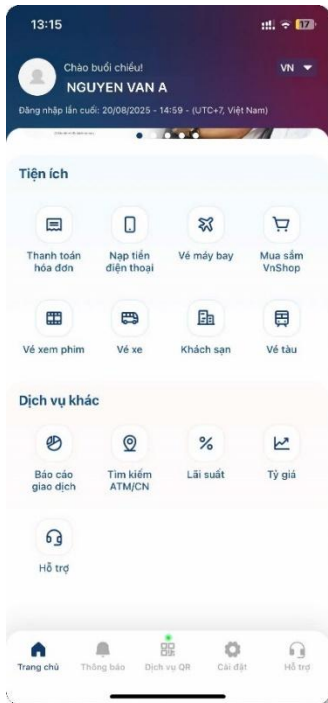 13:15
17
Chào buổi chiều!
VN
NGUYEN VAN A
Đăng nhập lần cuối: 20/08/2025 - 14:59 - (UTC+7, Việt Nam)
Tiện ích
Thanh toán
hóa đơn
Nạp tiền
điện thoại
Vé máy bay
Mua sắm
VnShop
Vé xem phim
Vé xe
Khách sạn
Vé tàu
Dịch vụ khác
Báo cáo
giao dịch
Tìm kiếm
ATM/CN
Lãi suất
Tỷ giá
Hỗ trợ
Trang chủ
Thông báo
Dịch vụ QR
Cài đặt
Hỗ trợ